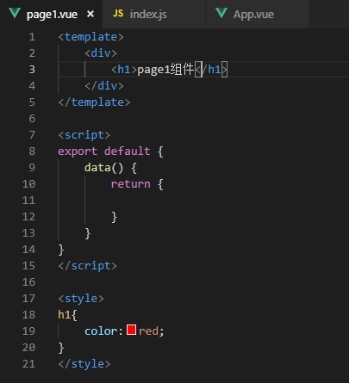 page1.vue × JS index.js App.vue
1 <template>
2 <div>
3 <h1>page1组件</h1>
4 </div>
5 </template>
6
7 <script>
8 export default {
9 data() {
10 return {
11
12 }
13 }
14 }
15 </script>
16
17 <style>
18 h1{
19 color:red;
20 }
21 </style>